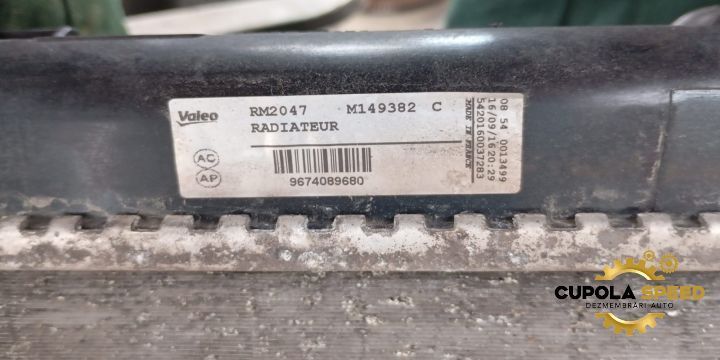 Valeo
RM2047 M149382 C
RADIATEUR
AC
AP
9674089680
MADE IN FRANCE
08 54 0013499
16/09/16 20:29
5420160037283
CUPOLA SPEED
DEZMEMBRĂRI AUTO